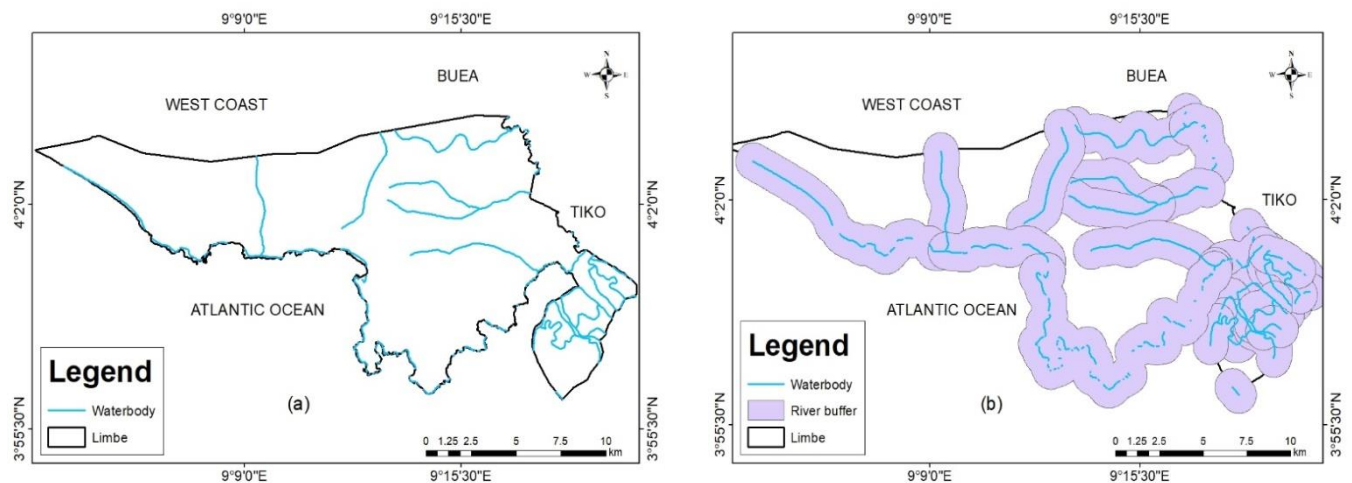 9°9'0"E
9°15'30"E
N
W
E
S
BUEA
WEST COAST
4°2'0"N
4°2'0"N
TIKO
ATLANTIC OCEAN
Legend
Waterbody
Limbe
(a)
0 1.25 2.5 5 7.5 10
km
3°55'30"N
3°55'30"N
9°9'0"E
9°15'30"E
9°9'0"E
9°15'30"E
N
W
E
S
BUEA
WEST COAST
4°2'0"N
4°2'0"N
TIKO
ATLANTIC OCEAN
Legend
Waterbody
River buffer
Limbe
(b)
0 1.25 2.5 5 7.5 10
km
3°55'30"N
3°55'30"N
9°9'0"E
9°15'30"E